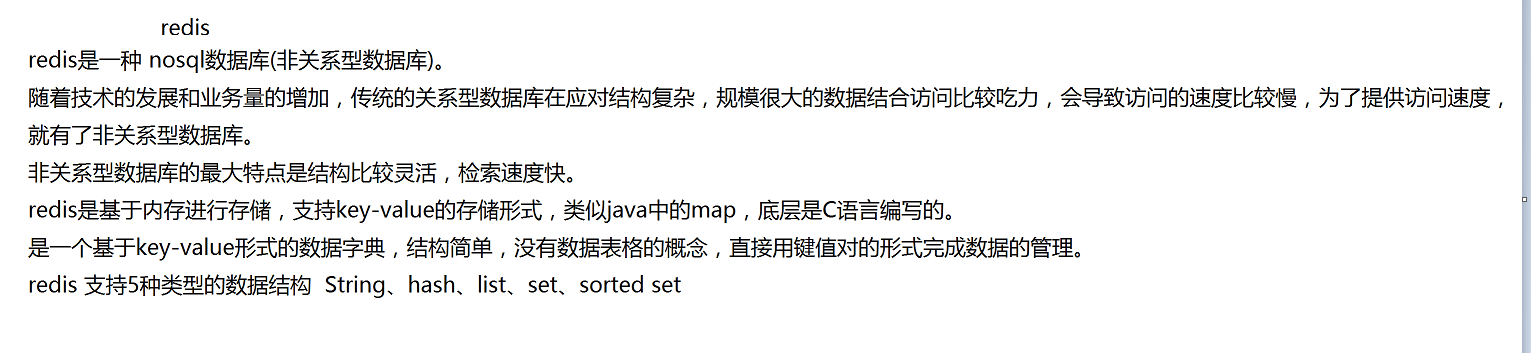 redis
redis是一种 nosql数据库(非关系型数据库)。
随着技术的发展和业务量的增加，传统的关系型数据库在应对结构复杂，规模很大的数据结合访问比较吃力，会导致访问的速度比较慢，为了提供访问速度，
就有了非关系型数据库。
非关系型数据库的最大特点是结构比较灵活，检索速度快。
redis是基于内存进行存储，支持key-value的存储形式，类似java中的map，底层是C语言编写的。
是一个基于key-value形式的数据字典，结构简单，没有数据表格的概念，直接用键值对的形式完成数据的管理。
redis 支持5种类型的数据结构  String、hash、list、set、sorted set